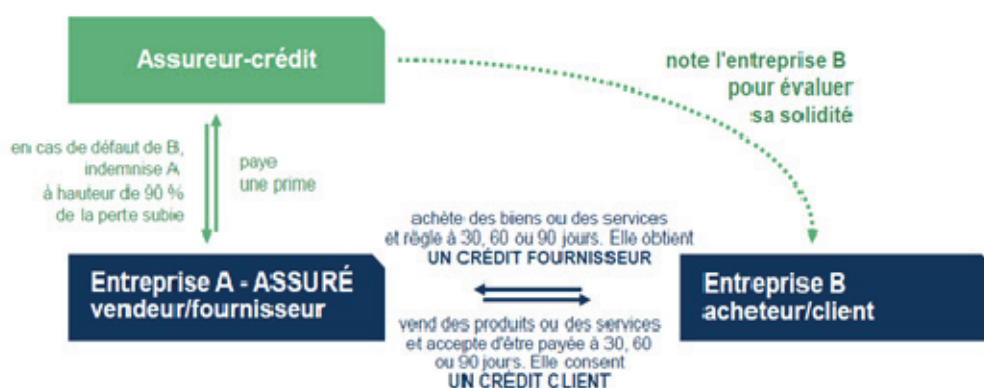 Assureur-crédit
note l'entreprise B
pour évaluer
sa solidité
en cas de défaut de B,
indemnise A
à hauteur de 90 %
de la perte subie
paye
une prime
achète des biens ou des services
et règle à 30, 60 ou 90 jours. Elle obtient
UN CRÉDIT FOURNISSEUR
Entreprise A - ASSURÉ
vendeur/fournisseur
Entreprise B
acheteur/client
vend des produits ou des services
et accepte d'être payée à 30, 60
ou 90 jours. Elle consent
UN CRÉDIT CLIENT